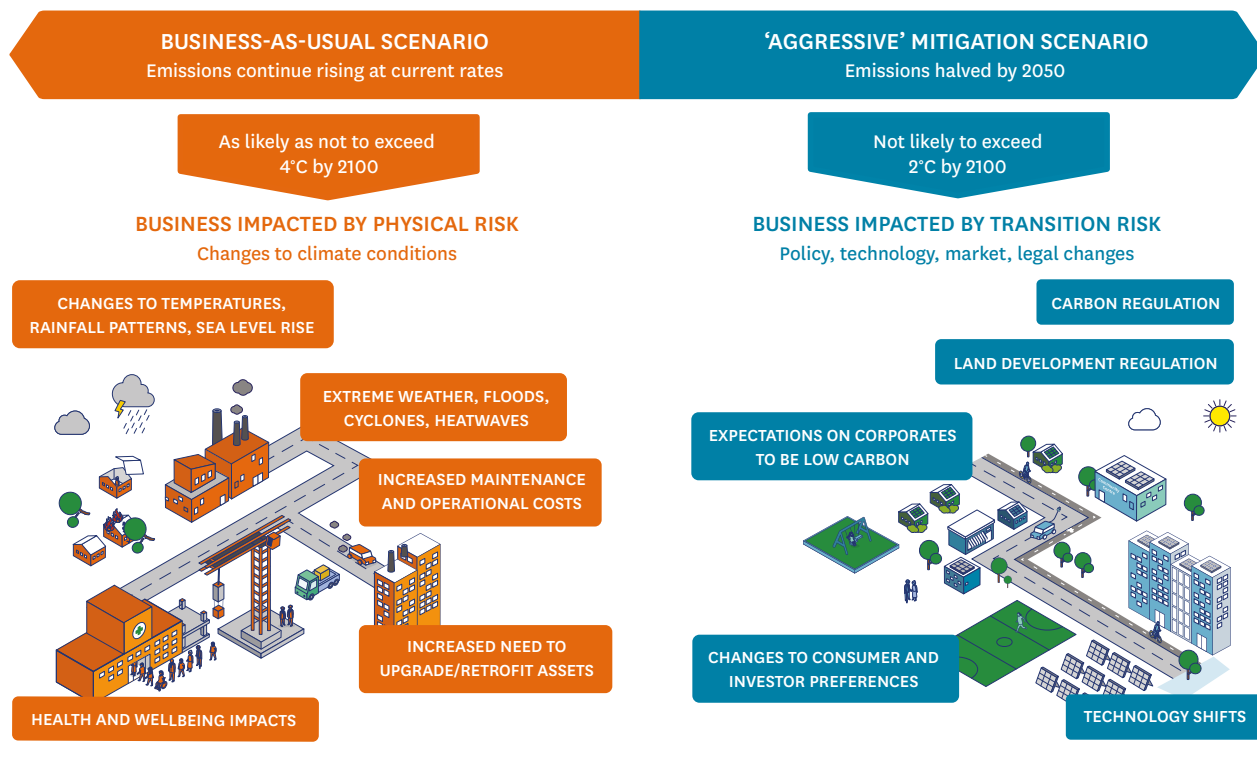 BUSINESS-AS-USUAL SCENARIO
Emissions continue rising at current rates
‘AGGRESSIVE’ MITIGATION SCENARIO
Emissions halved by 2050
As likely as not to exceed
4°C by 2100
Not likely to exceed
2°C by 2100
BUSINESS IMPACTED BY PHYSICAL RISK
Changes to climate conditions
BUSINESS IMPACTED BY TRANSITION RISK
Policy, technology, market, legal changes
CHANGES TO TEMPERATURES,
RAINFALL PATTERNS, SEA LEVEL RISE
EXTREME WEATHER, FLOODS,
CYCLONES, HEATWAVES
INCREASED MAINTENANCE
AND OPERATIONAL COSTS
INCREASED NEED TO
UPGRADE/RETROFIT ASSETS
HEALTH AND WELLBEING IMPACTS
CARBON REGULATION
LAND DEVELOPMENT REGULATION
EXPECTATIONS ON CORPORATES
TO BE LOW CARBON
CHANGES TO CONSUMER AND
INVESTOR PREFERENCES
TECHNOLOGY SHIFTS